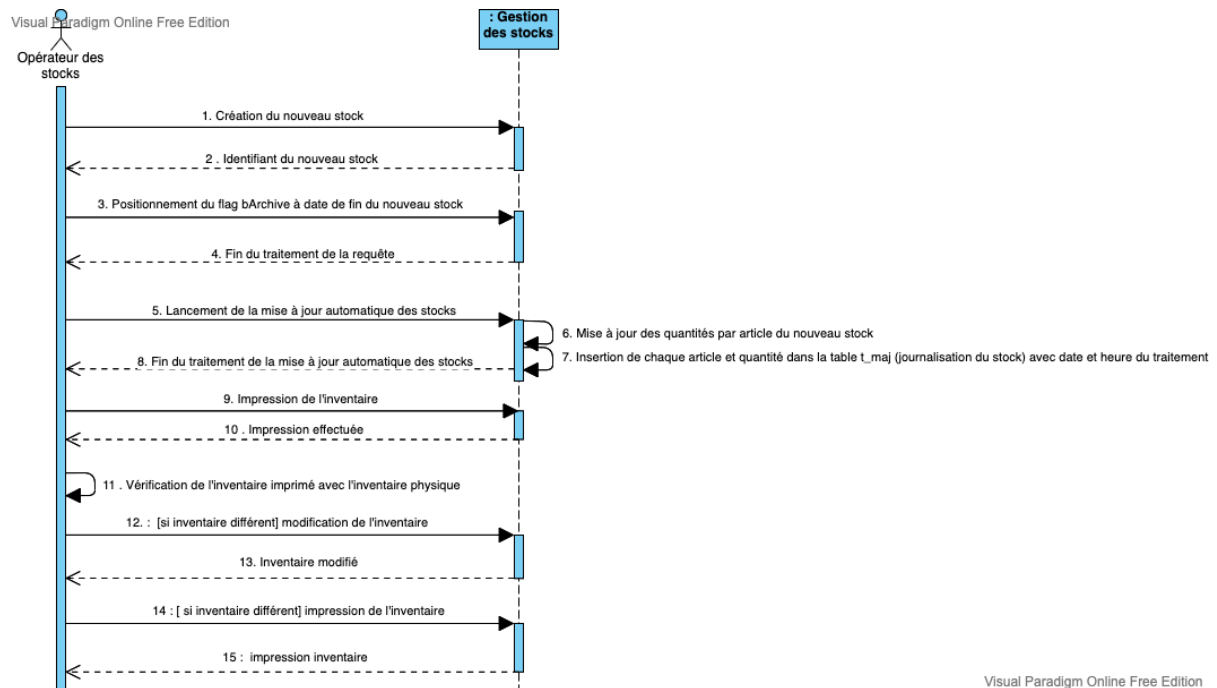 Visual Paradigm Online Free Edition
Opérateur des
stocks
: Gestion
des stocks
1. Création du nouveau stock
2 . Identifiant du nouveau stock
3. Positionnement du flag bArchive à date de fin du nouveau stock
4. Fin du traitement de la requête
5. Lancement de la mise à jour automatique des stocks
6. Mise à jour des quantités par article du nouveau stock
7. Insertion de chaque article et quantité dans la table t_maj (journalisation du stock) avec date et heure du traitement
8. Fin du traitement de la mise à jour automatique des stocks
9. Impression de l'inventaire
10 . Impression effectuée
11 . Vérification de l'inventaire imprimé avec l'inventaire physique
12. : [si inventaire différent] modification de l'inventaire
13. Inventaire modifié
14 : [ si inventaire différent] impression de l'inventaire
15 : impression inventaire
Visual Paradigm Online Free Edition